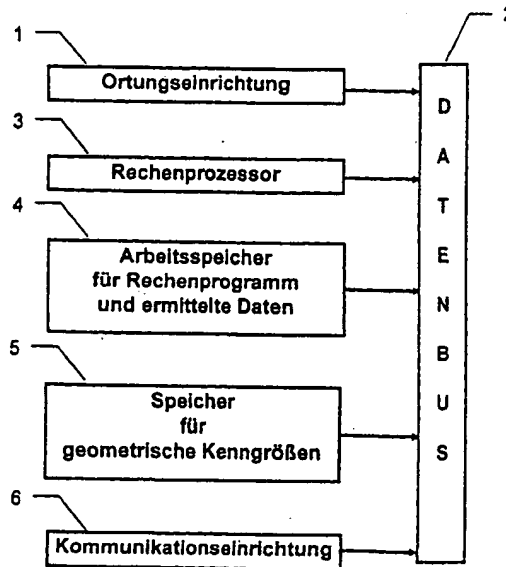 1
2
Ortungseinrichtung
3
Rechenprozessor
4
Arbeitsspeicher
für Rechenprogramm
und ermittelte Daten
5
Speicher
für
geometrische Kenngrößen
6
Kommunikationseinrichtung
DATENBUS